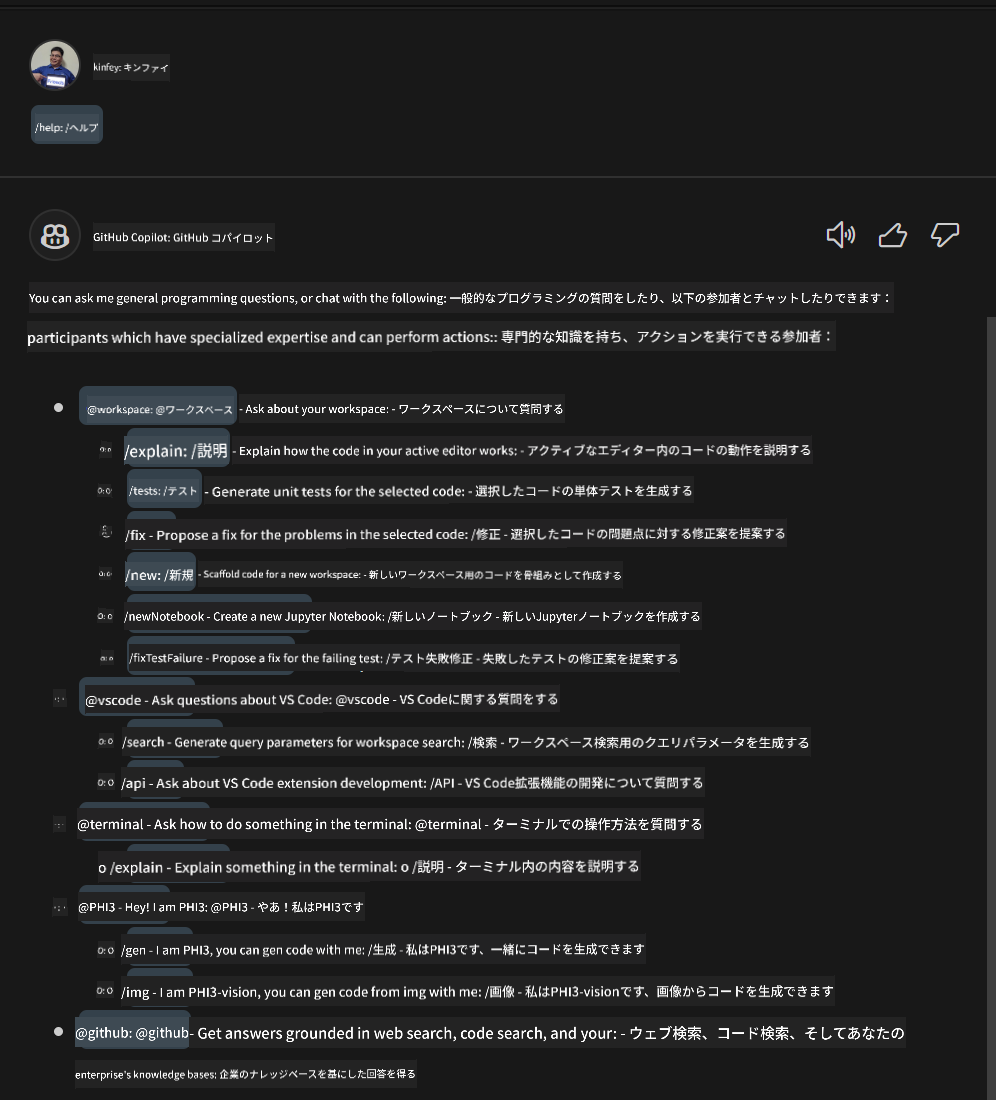 kinfey: キンファイ
/help: /ヘルプ
GitHub Copilot: GitHub コパイロット
You can ask me general programming questions, or chat with the following: 一般的なプログラミングの質問をしたり、以下の参加者とチャットしたりできます：
participants which have specialized expertise and can perform actions:: 専門的な知識を持ち、アクションを実行できる参加者：
@workspace: @ワークスペース - Ask about your workspace: - ワークスペースについて質問する
/explain: /説明 - Explain how the code in your active editor works: - アクティブなエディター内のコードの動作を説明する
/tests: /テスト - Generate unit tests for the selected code: - 選択したコードの単体テストを生成する
/fix - Propose a fix for the problems in the selected code: /修正 - 選択したコードの問題点に対する修正案を提案する
/new: /新規 - Scaffold code for a new workspace: - 新しいワークスペース用のコードを骨組みとして作成する
/newNotebook - Create a new Jupyter Notebook: /新しいノートブック - 新しいJupyterノートブックを作成する
/fixTestFailure - Propose a fix for the failing test: /テスト失敗修正 - 失敗したテストの修正案を提案する
@vscode - Ask questions about VS Code: @vscode - VS Codeに関する質問をする
/search - Generate query parameters for workspace search: /検索 - ワークスペース検索用のクエリパラメータを生成する
/api - Ask about VS Code extension development: /API - VS Code拡張機能の開発について質問する
@terminal - Ask how to do something in the terminal: @terminal - ターミナルでの操作方法を質問する
o /explain - Explain something in the terminal: o /説明 - ターミナル内の内容を説明する
@PHI3 - Hey! I am PHI3: @PHI3 - やあ！私はPHI3です
/gen - I am PHI3, you can gen code with me: /生成 - 私はPHI3です、一緒にコードを生成できます
/img - I am PHI3-vision, you can gen code from img with me: /画像 - 私はPHI3-visionです、画像からコードを生成できます
@github: @github - Get answers grounded in web search, code search, and your: - ウェブ検索、コード検索、そしてあなたの
enterprise's knowledge bases: 企業のナレッジベースを基にした回答を得る